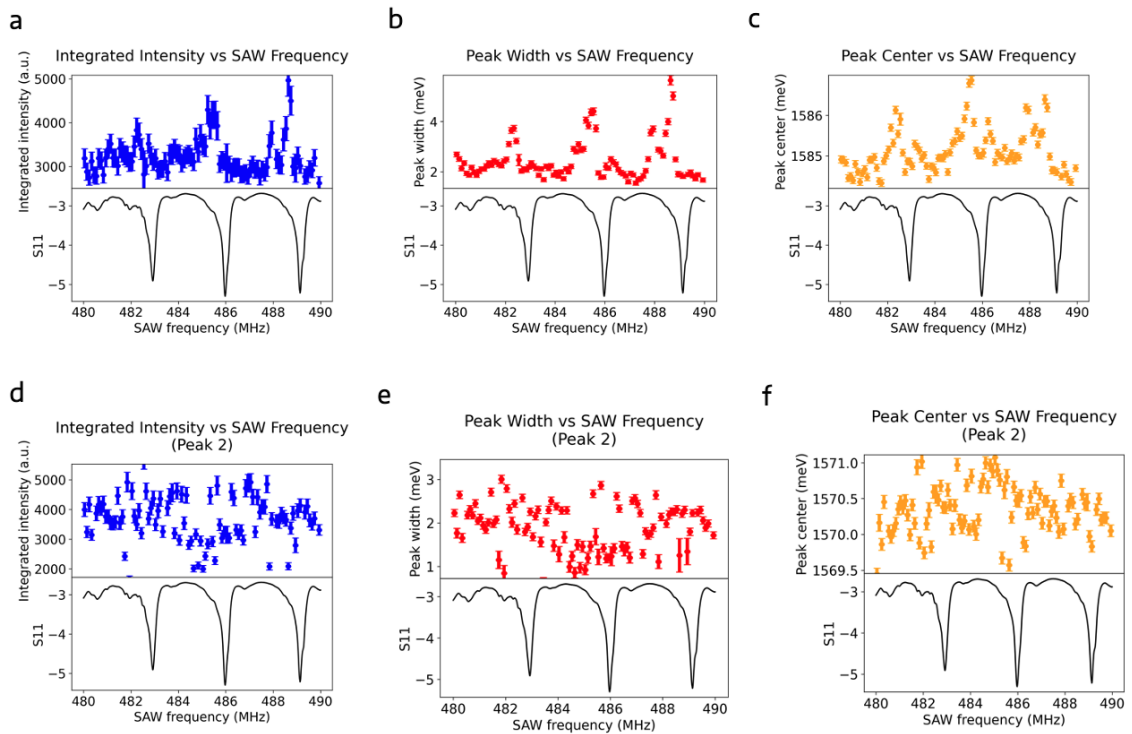 a
Integrated Intensity vs SAW Frequency
Integrated intensity (a.u.)
5000
4000
3000
S11
−3
−4
−5
480 482 484 486 488 490
SAW frequency (MHz)
b
Peak Width vs SAW Frequency
Peak width (meV)
4
2
S11
−3
−4
−5
480 482 484 486 488 490
SAW frequency (MHz)
c
Peak Center vs SAW Frequency
Peak center (meV)
1586
1585
S11
−3
−4
−5
480 482 484 486 488 490
SAW frequency (MHz)
d
Integrated Intensity vs SAW Frequency
(Peak 2)
Integrated intensity (a.u.)
5000
4000
3000
2000
S11
−3
−4
−5
480 482 484 486 488 490
SAW frequency (MHz)
e
Peak Width vs SAW Frequency
(Peak 2)
Peak width (meV)
3
2
1
S11
−3
−4
−5
480 482 484 486 488 490
SAW frequency (MHz)
f
Peak Center vs SAW Frequency
(Peak 2)
Peak center (meV)
1571.0
1570.5
1570.0
1569.5
S11
−3
−4
−5
480 482 484 486 488 490
SAW frequency (MHz)